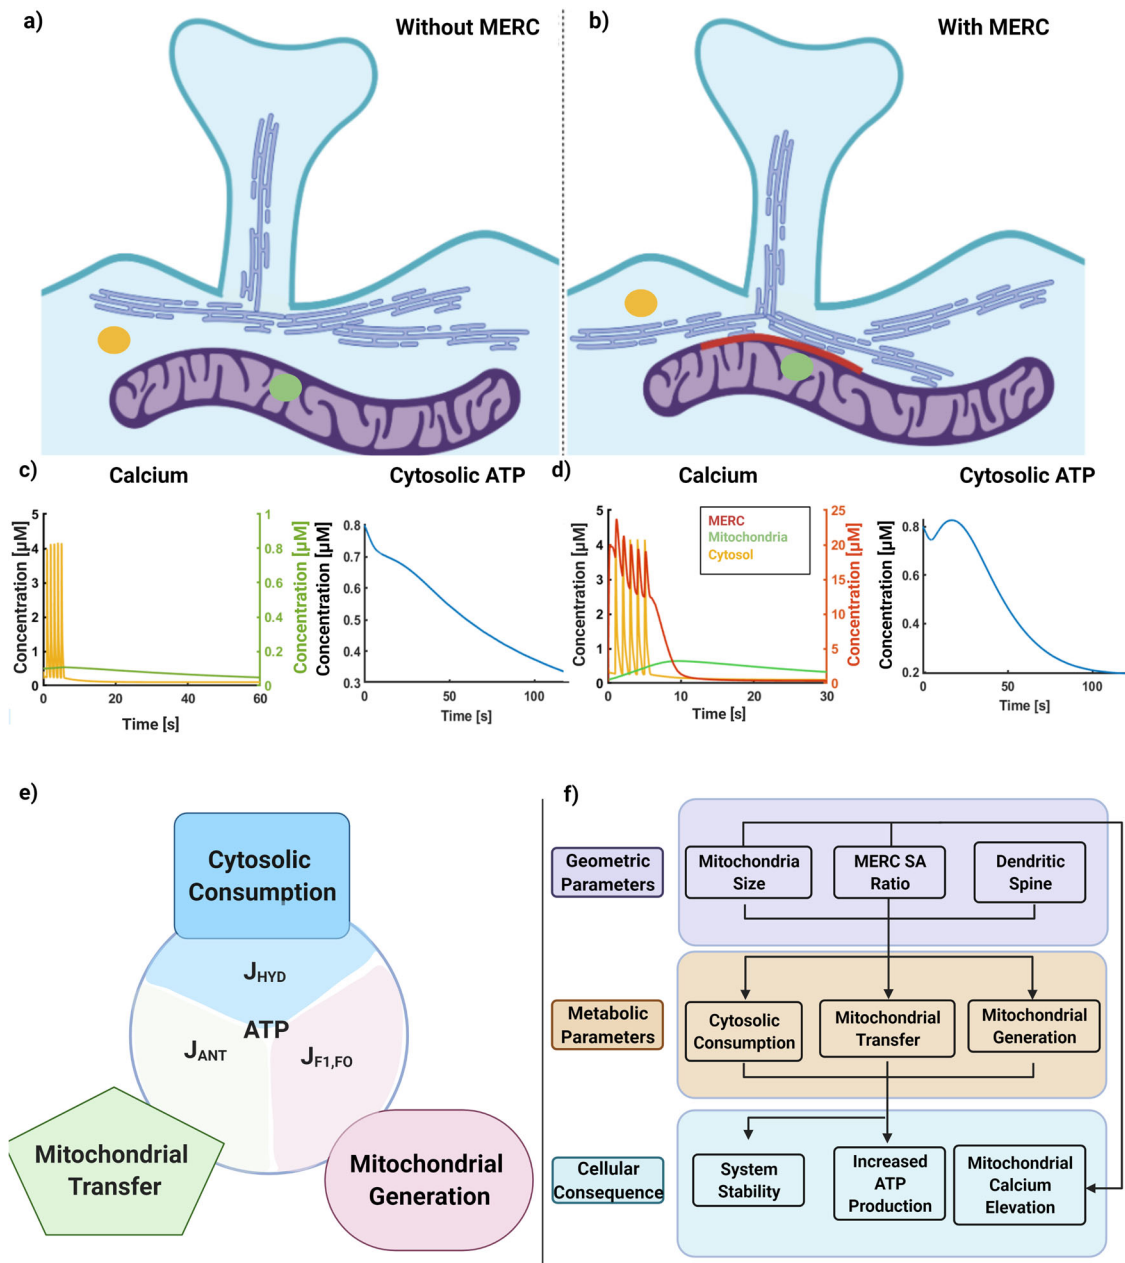 a)
Without MERC
b)
With MERC
c)
Calcium
Cytosolic ATP
d)
Calcium
Cytosolic ATP
Concentration [μM]
5
4
3
2
1
0
0
20
40
60
Time [s]
1
0.8
0.6
0.4
0.2
0
Concentration [μM]
Concentration [μM]
0.8
0.7
0.6
0.5
0.4
0.3
0
50
100
Time [s]
Concentration [μM]
5
4
3
2
1
0
0
10
20
30
Time [s]
MERC
Mitochondria
Cytosol
25
20
15
10
5
0
Concentration [μM]
Concentration [μM]
0.8
0.6
0.4
0.2
0
50
100
Time [s]
e)
Cytosolic
Consumption
JHYD
ATP
JANT
JF1,FO
Mitochondrial
Transfer
Mitochondrial
Generation
f)
Geometric
Parameters
Mitochondria
Size
MERC SA
Ratio
Dendritic
Spine
Metabolic
Parameters
Cytosolic
Consumption
Mitochondrial
Transfer
Mitochondrial
Generation
Cellular
Consequence
System
Stability
Increased
ATP
Production
Mitochondrial
Calcium
Elevation